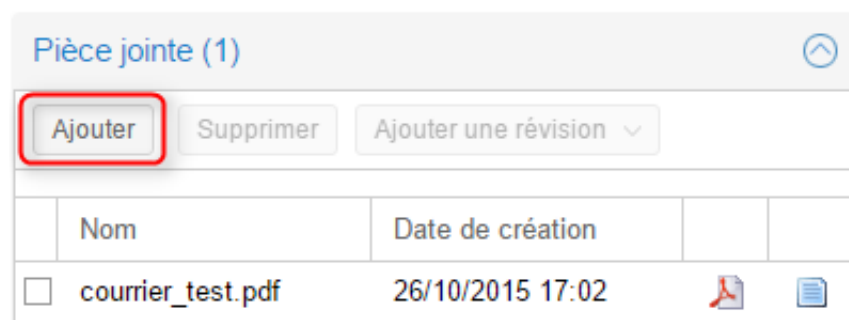 Pièce jointe (1)
Ajouter Supprimer Ajouter une révision
Nom Date de création
courrier_test.pdf 26/10/2015 17:02